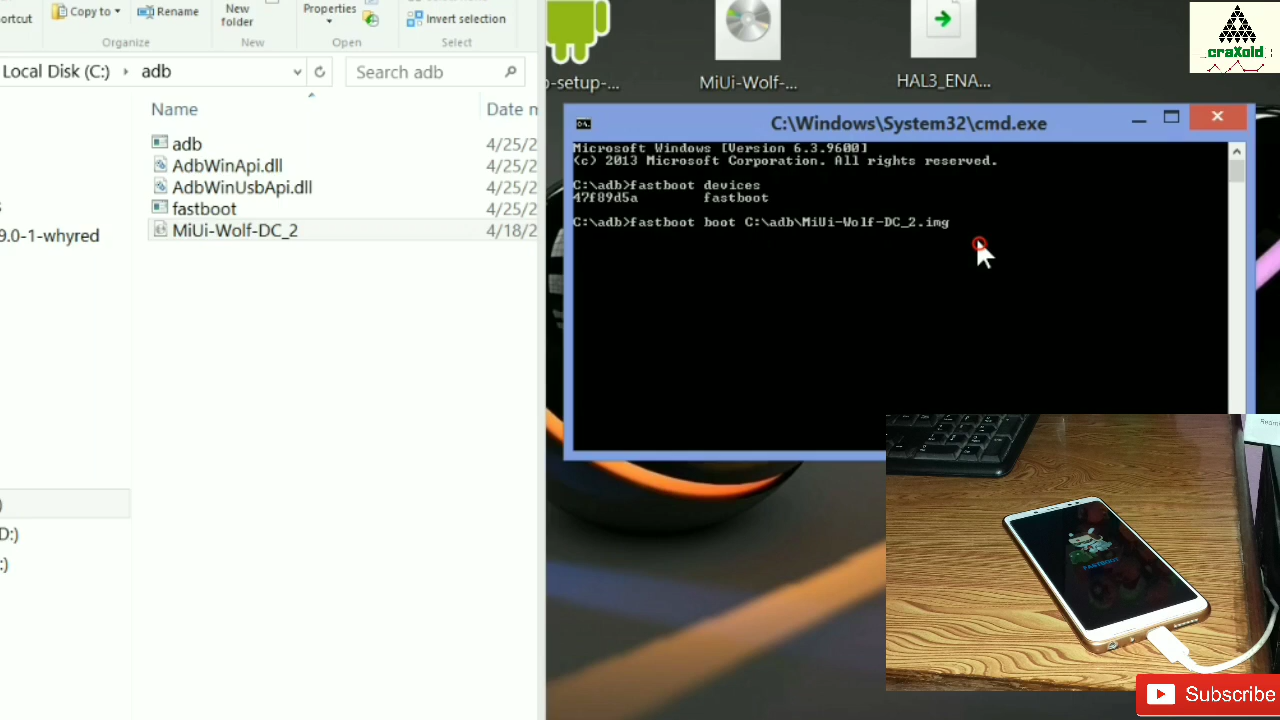 Copy to
Rename
New
folder
Properties
Invert selection
Organize
New
Open
Select
Local Disk (C:)
adb
Search adb
Name
Date m
adb
4/25/2
AdbWinApi.dll
4/25/2
AdbWinUsbApi.dll
4/25/2
fastboot
4/25/2
MiUi-Wolf-DC_2
4/18/2
9.0-1-whyred
D:)
:)
o-setup-...
MiUi-Wolf-...
HAL3_ENA...
craXoid
C:\Windows\System32\cmd.exe
Microsoft Windows [Version 6.3.9600]
(c) 2013 Microsoft Corporation. All rights reserved.
C:\adb>fastboot devices
47f89d5a fastboot
C:\adb>fastboot boot C:\adb\MiUi-Wolf-DC_2.img
FASTBOOT
Subscribe